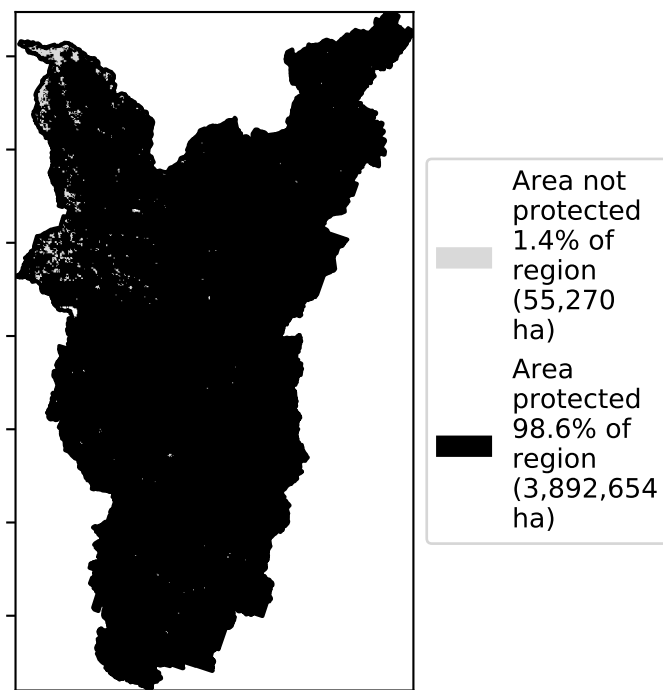 Area not
protected
1.4% of
region
(55,270
ha)
Area
protected
98.6% of
region
(3,892,654
ha)